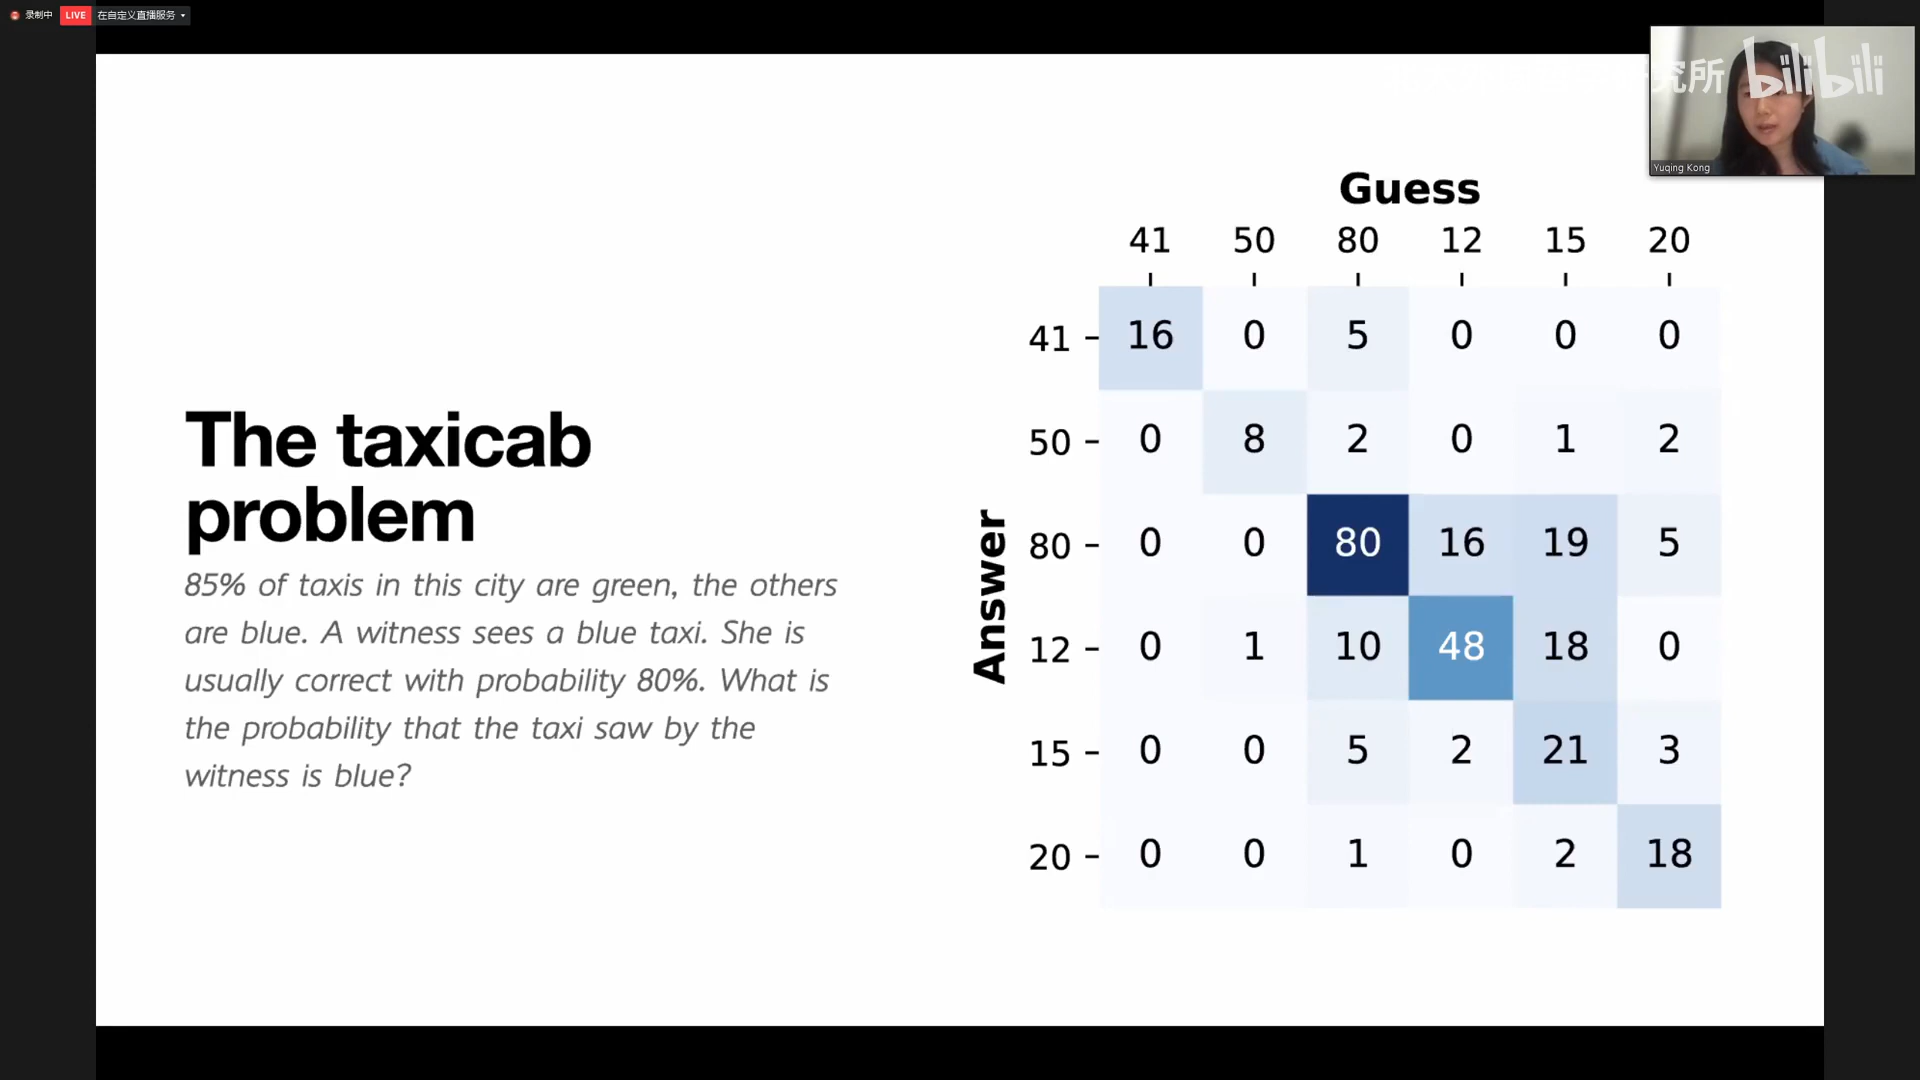 录制中 LIVE 在自定义直播服务
究所 bilibili
Yuqing Kong
Guess
41 50 80 12 15 20
41 16 0 5 0 0 0
50 0 8 2 0 1 2
80 0 0 80 16 19 5
12 0 1 10 48 18 0
15 0 0 5 2 21 3
20 0 0 1 0 2 18
Answer
The taxicab
problem
85% of taxis in this city are green, the others
are blue. A witness sees a blue taxi. She is
usually correct with probability 80%. What is
the probability that the taxi saw by the
witness is blue?